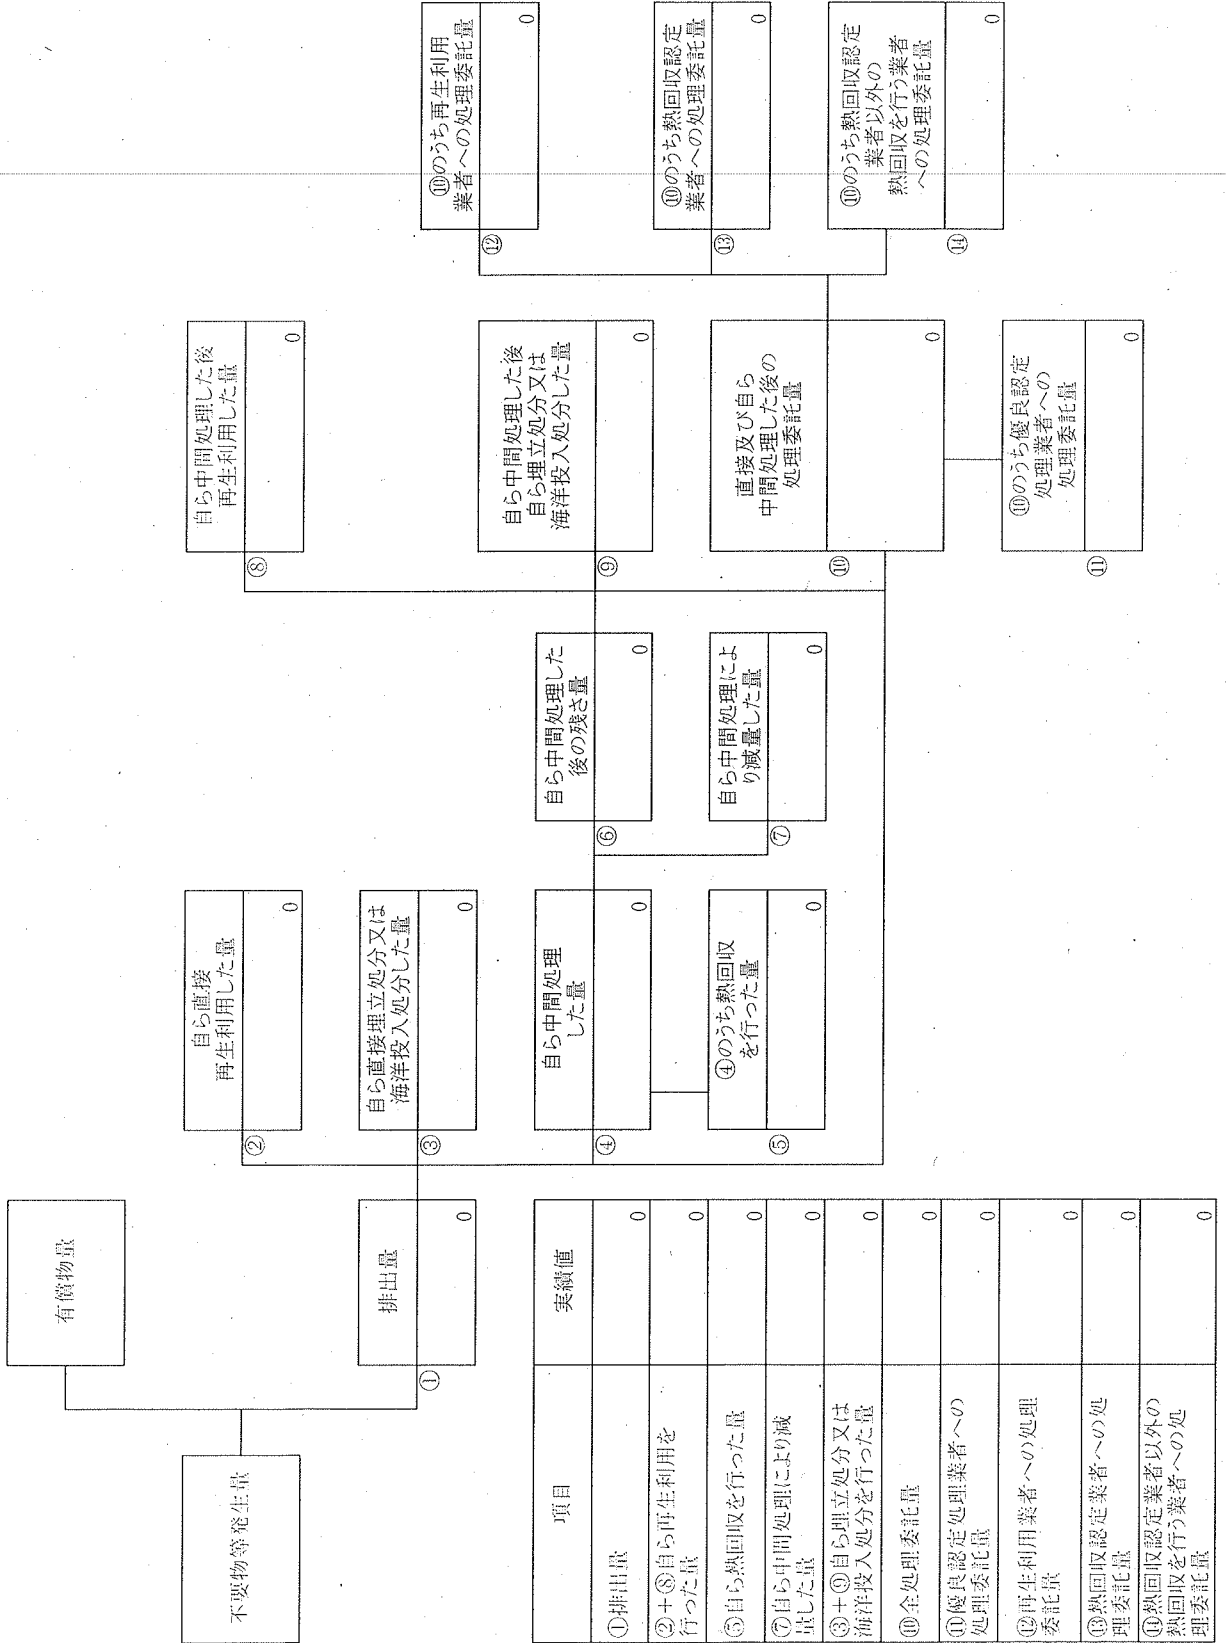 不要物等発生量
有償物量
①
排出量
0
②
自ら直接
再生利用した量
0
③
自ら直接埋立処分又は
海洋投入処分した量
0
④
自ら中間処理
した量
0
⑤
④のうち熱回収
を行った量
0
⑥
自ら中間処理した
後の残さ量
0
⑦
自ら中間処理によ
り減量した量
0
⑧
自ら中間処理した後
再生利用した量
0
⑨
自ら中間処理した後
自ら埋立処分又は
海洋投入処分した量
0
⑩
直接及び自ら
中間処理した後の
処理委託量
0
⑪
⑩のうち優良認定
処理業者への
処理委託量
0
⑫
⑩のうち再生利用
業者への処理委託量
0
⑬
⑩のうち熱回収認定
業者への処理委託量
0
⑭
⑩のうち熱回収認定
業者以外の
熱回収を行う業者
への処理委託量
0
項目 実績値
①排出量 0
②+⑧自ら再生利用を
行った量 0
⑤自ら熱回収を行った量 0
⑦自ら中間処理により減
量した量 0
③+⑨自ら埋立処分又は
海洋投入処分を行った量 0
⑩全処理委託量 0
⑪優良認定処理業者への
処理委託量 0
⑫再生利用業者への処理
委託量 0
⑬熱回収認定業者への処
理委託量 0
⑭熱回収認定業者以外の
熱回収を行う業者への処
理委託量 0